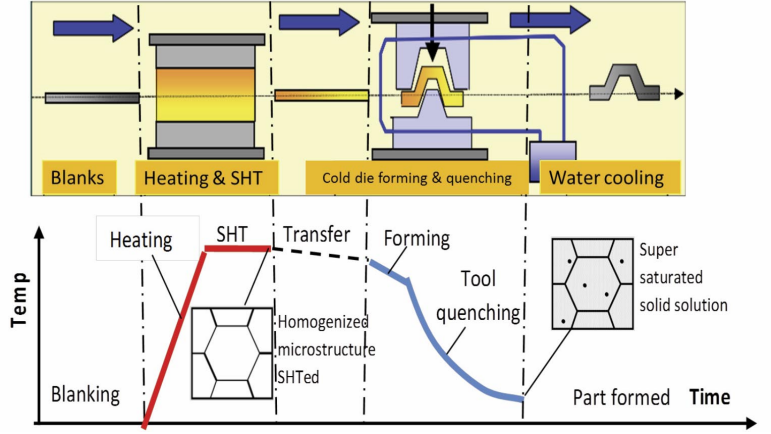 Blanks
Heating & SHT
Cold die forming & quenching
Water cooling
Heating
SHT
Transfer
Forming
Super
saturated
solid solution
Tool
quenching
Temp
Homogenized
microstructure
SHTed
Blanking
Part formed
Time